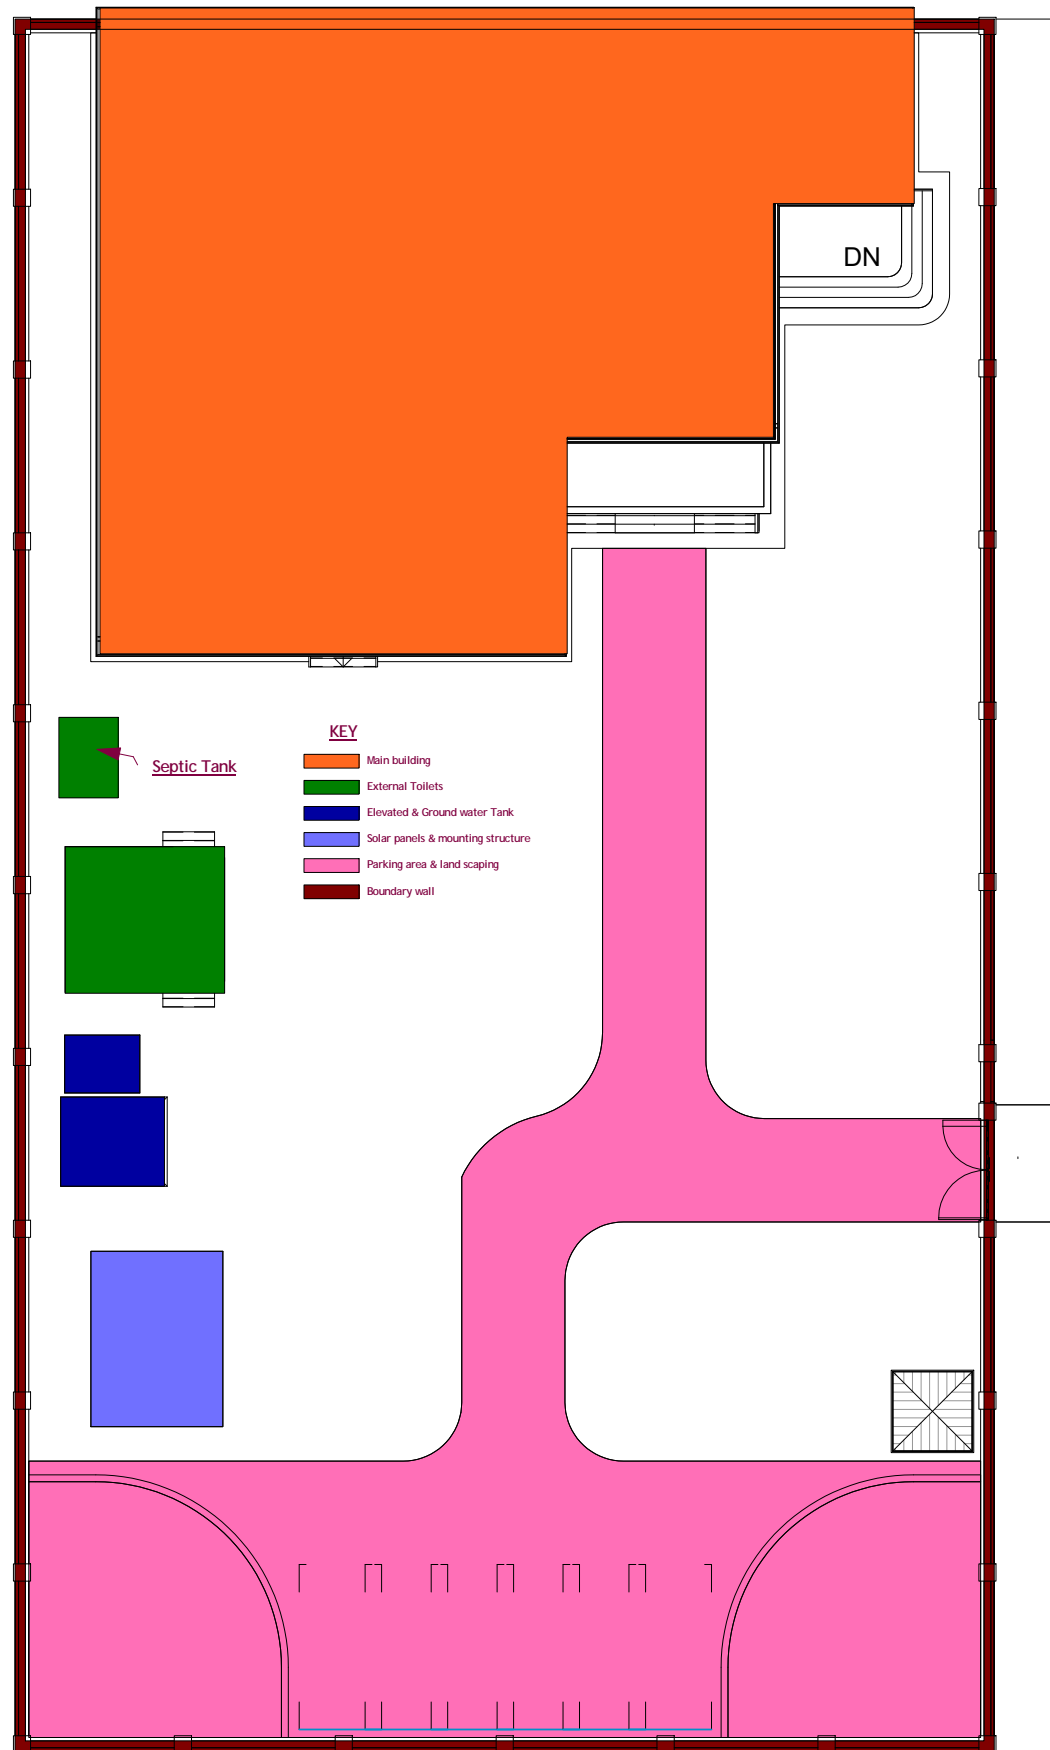 DN
KEY
Main building
Septic Tank
External Toilets
Elevated & Ground water Tank
Solar panels & mounting structure
Parking area & land scaping
Boundary wall